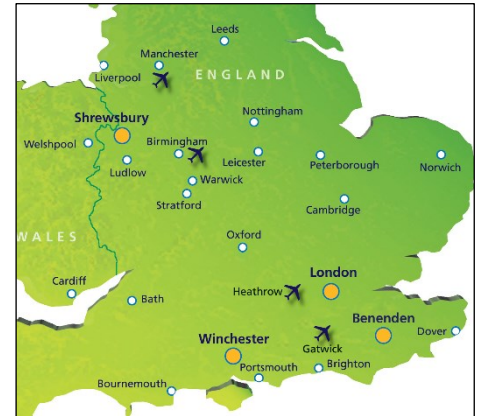 Leeds
Manchester
Liverpool
ENGLAND
Nottingham
Shrewsbury
Welshpool
Birmingham
Leicester
Peterborough
Norwich
Ludlow
Warwick
Stratford
Cambridge
WALES
Oxford
Cardiff
Bath
Heathrow
London
Benenden
Dover
Winchester
Gatwick
Portsmouth
Brighton
Bournemouth